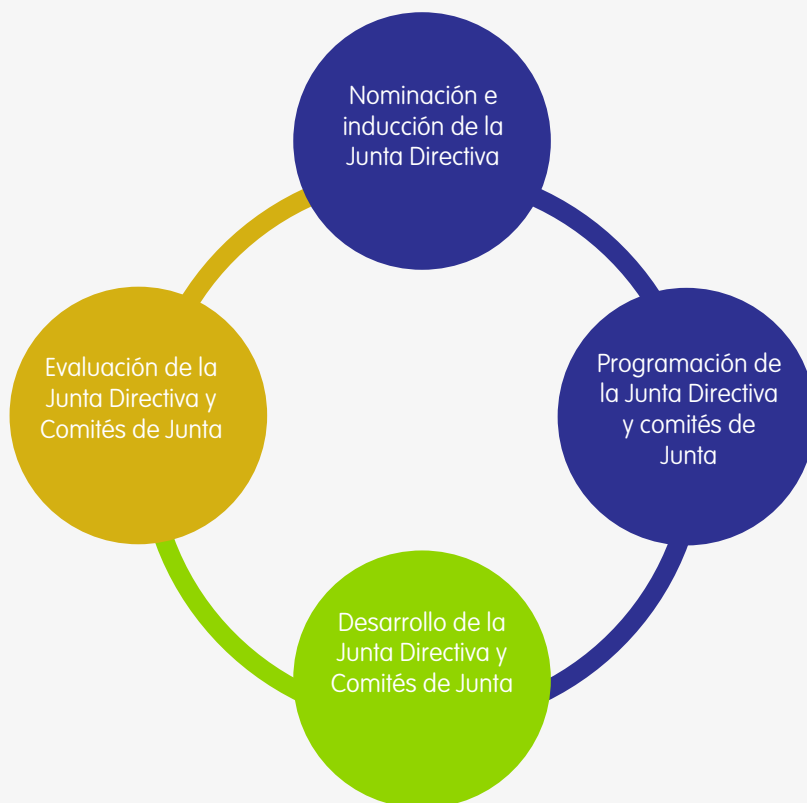 Nominación e
inducción de la
Junta Directiva
Programación de
la Junta Directiva
y comités de
Junta
Desarrollo de la
Junta Directiva y
Comités de Junta
Evaluación de la
Junta Directiva y
Comités de Junta